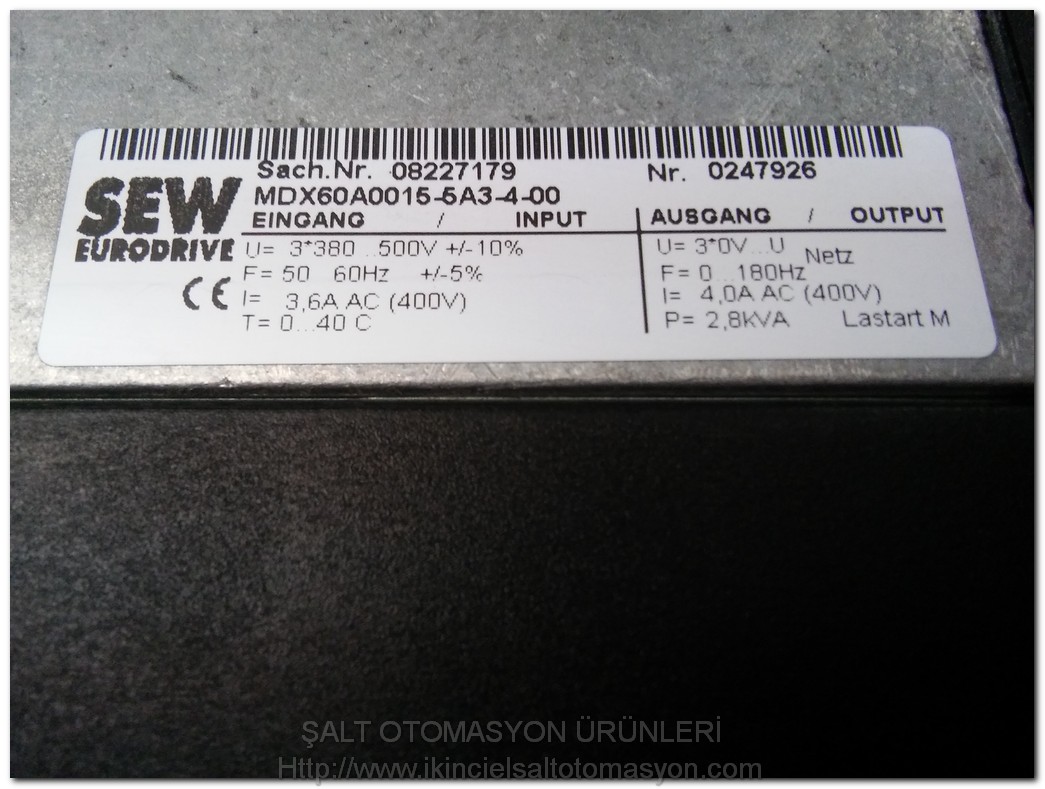 Sach.Nr. 08227179 Nr. 0247926
SEW
EURODRIVE
MDX60A0015-5A3-4-00
EINGANG / INPUT
U= 3*380...500V +/-10%
F= 50...60Hz +/-5%
CE
I= 3,6A AC (400V)
T= 0...40 C
AUSGANG / OUTPUT
U= 3*0V...U Netz
F= 0...180Hz
I= 4,0A AC (400V)
P= 2,8kVA Lastart M
ŞALT OTOMASYON ÜRÜNLERİ
Http://www.ikincielsaltotomasyon.com